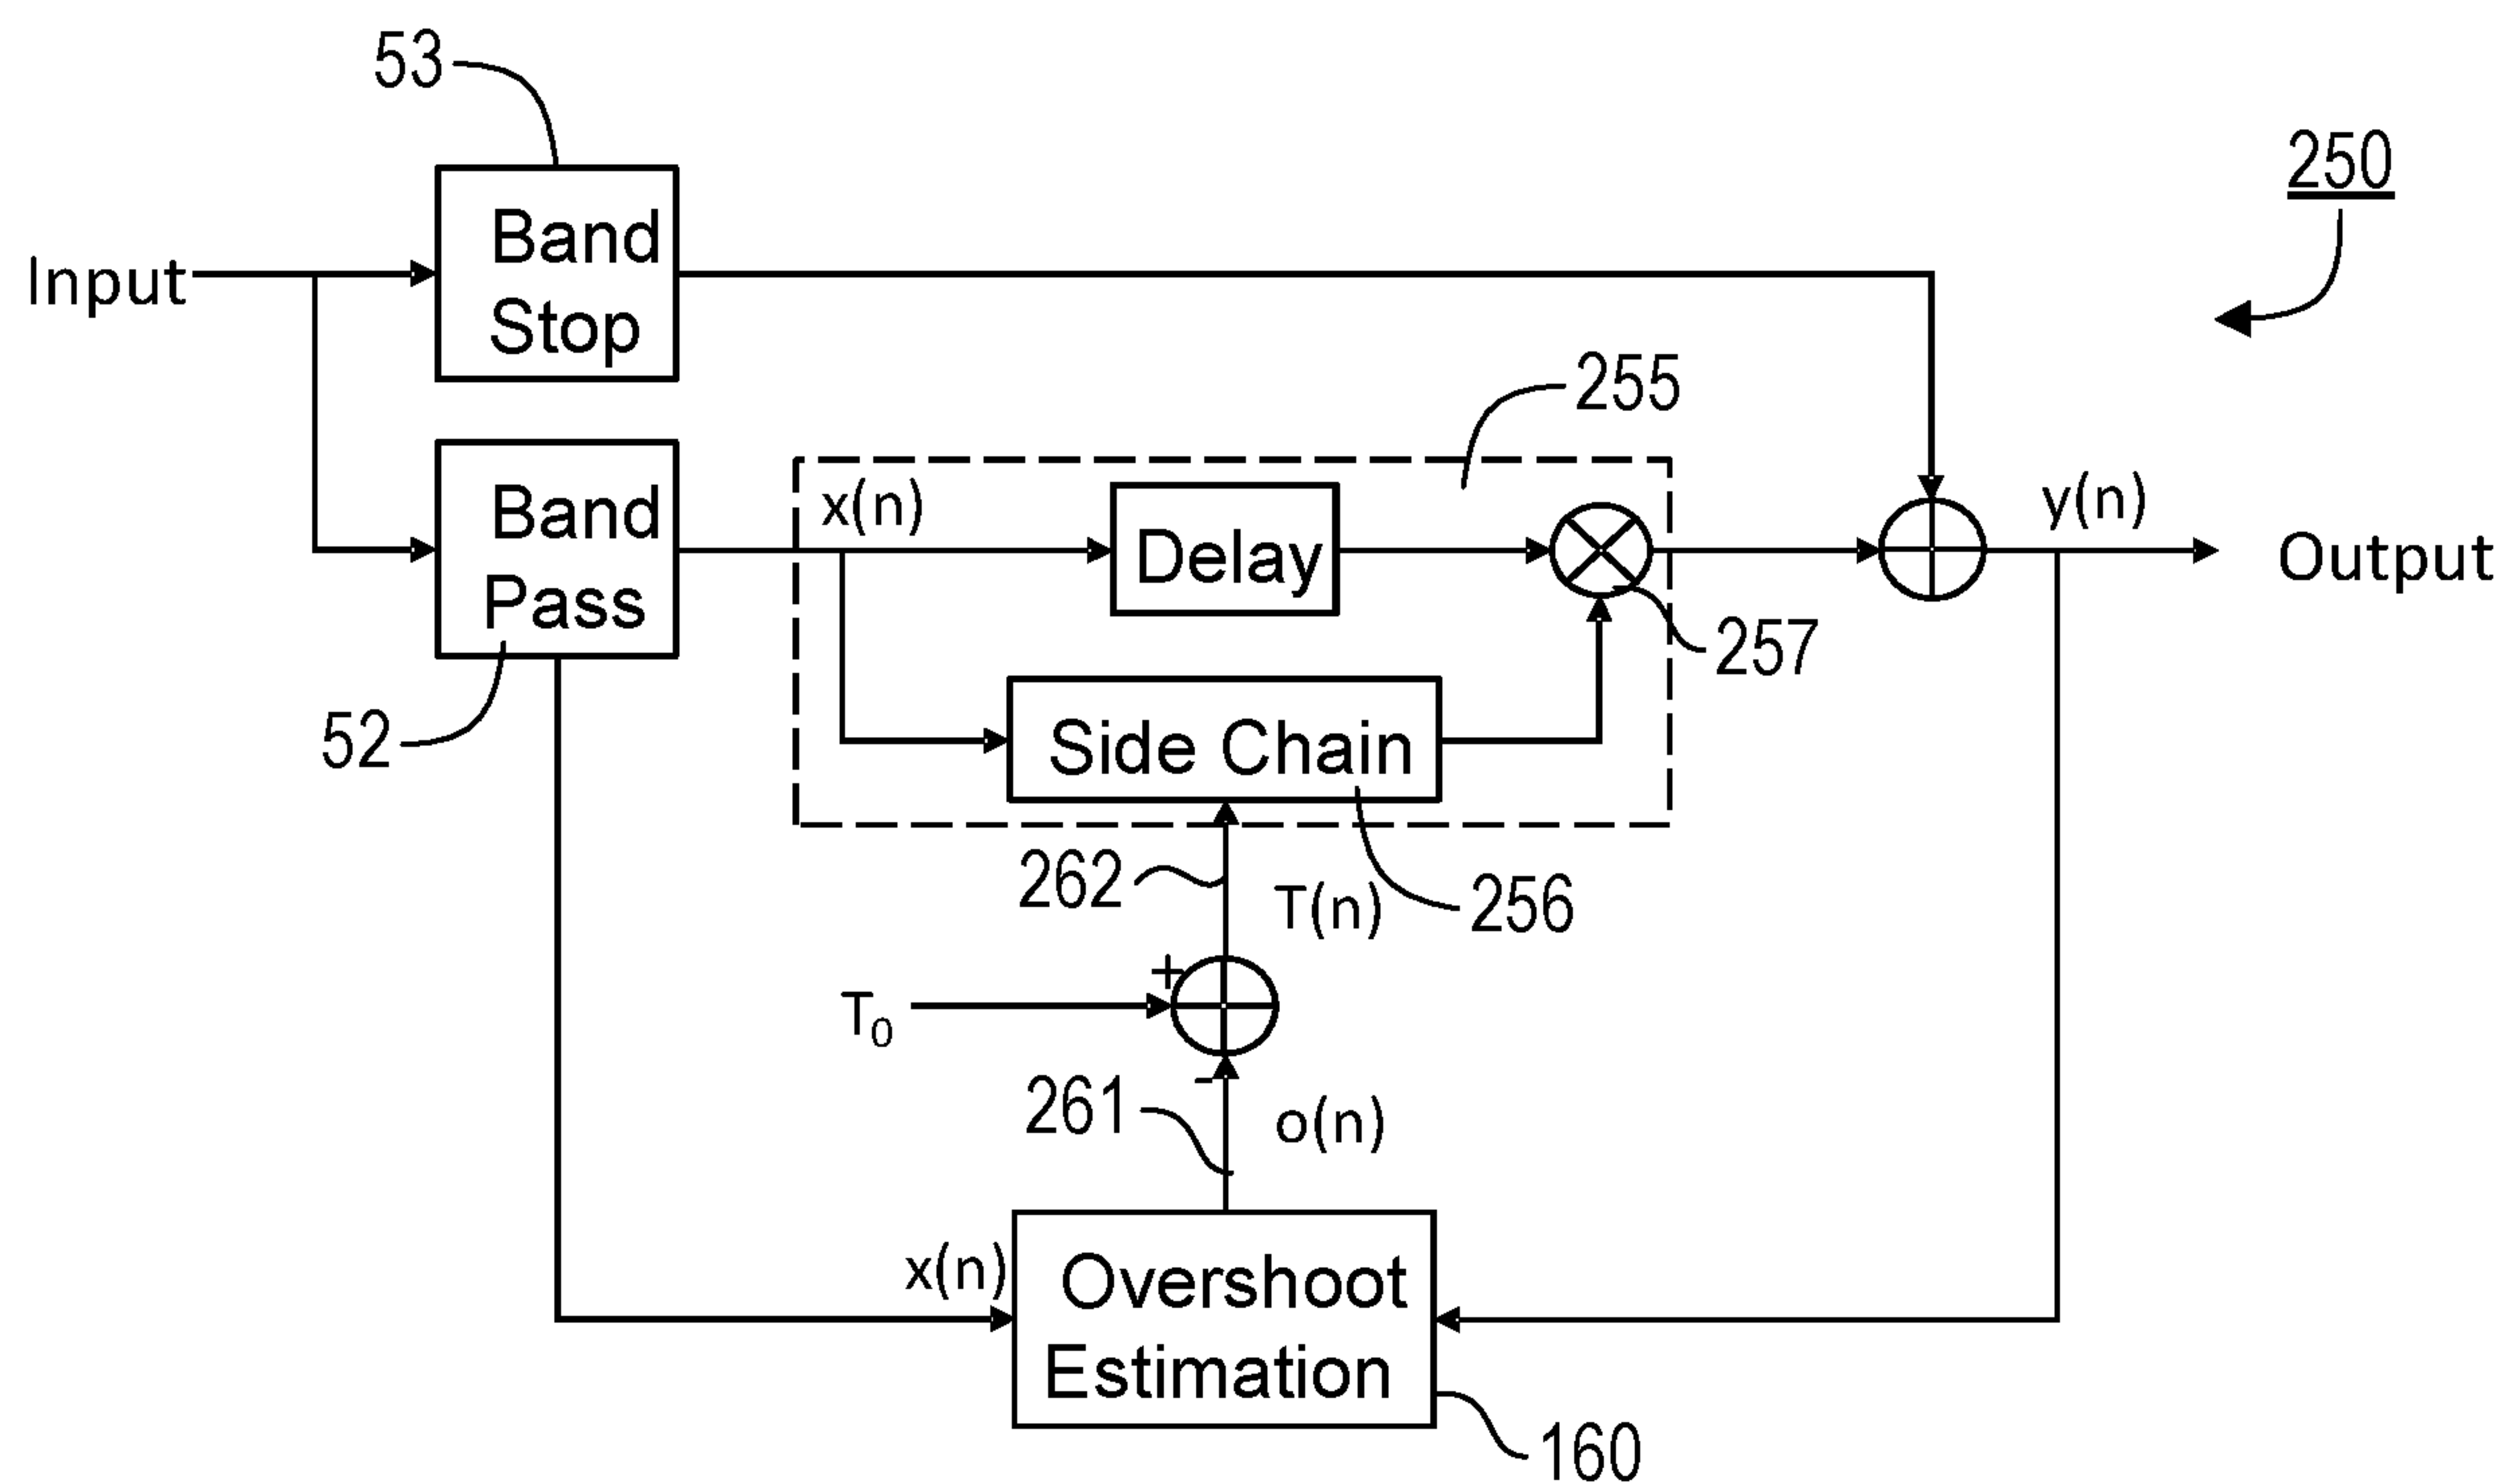 53
250
Band
Stop
Input
255
x(n)
y(n)
Band
Pass
Delay
Output
257
52
Side Chain
262
T(n)
256
+
T₀
-
261
o(n)
x(n)
Overshoot
Estimation
160